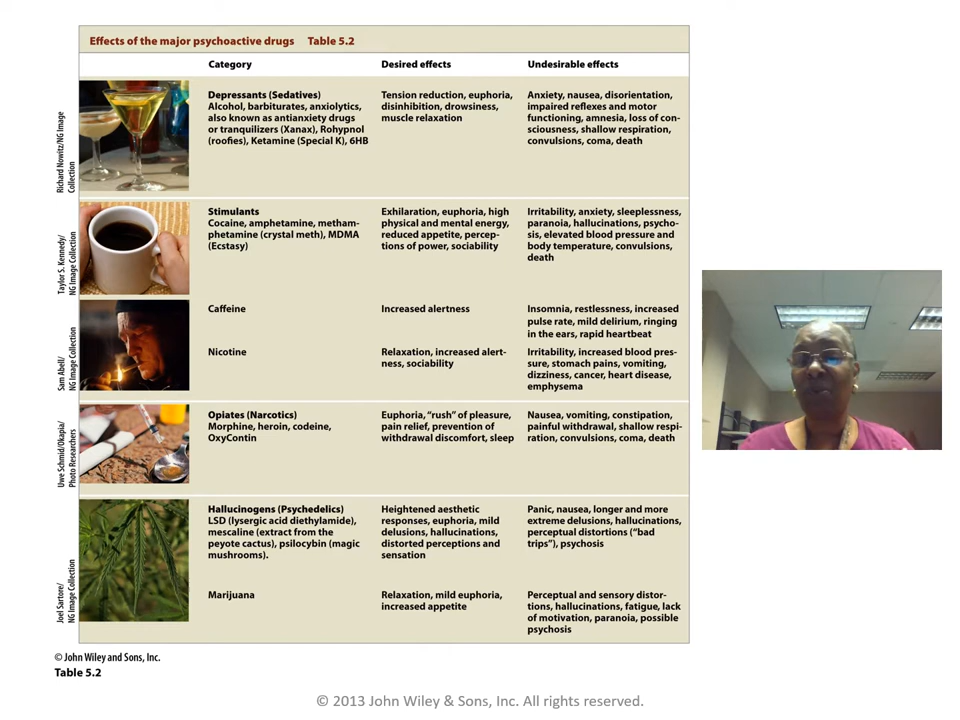 Effects of the major psychoactive drugs Table 5.2
Category Desired effects Undesirable effects
Richard Nowitz/NG Image
Collection
Depressants (Sedatives)
Alcohol, barbiturates, anxiolytics,
also known as antianxiety drugs
or tranquilizers (Xanax), Rohypnol
(roofies), Ketamine (Special K), 6HB
Tension reduction, euphoria,
disinhibition, drowsiness,
muscle relaxation
Anxiety, nausea, disorientation,
impaired reflexes and motor
functioning, amnesia, loss of con-
sciousness, shallow respiration,
convulsions, coma, death
Taylor S. Kennedy/
NG Image Collection
Stimulants
Cocaine, amphetamine, metham-
phetamine (crystal meth), MDMA
(Ecstasy)
Exhilaration, euphoria, high
physical and mental energy,
reduced appetite, percep-
tions of power, sociability
Irritability, anxiety, sleeplessness,
paranoia, hallucinations, psycho-
sis, elevated blood pressure and
body temperature, convulsions,
death
Sam Abell/
NG Image Collection
Caffeine
Increased alertness
Insomnia, restlessness, increased
pulse rate, mild delirium, ringing
in the ears, rapid heartbeat
Nicotine
Relaxation, increased alert-
ness, sociability
Irritability, increased blood pres-
sure, stomach pains, vomiting,
dizziness, cancer, heart disease,
emphysema
Uwe Schmid/Okapia/
Photo Researchers
Opiates (Narcotics)
Morphine, heroin, codeine,
OxyContin
Euphoria, “rush” of pleasure,
pain relief, prevention of
withdrawal discomfort, sleep
Nausea, vomiting, constipation,
painful withdrawal, shallow respi-
ration, convulsions, coma, death
Joel Sartore/
NG Image Collection
Hallucinogens (Psychedelics)
LSD (lysergic acid diethylamide),
mescaline (extract from the
peyote cactus), psilocybin (magic
mushrooms).
Heightened aesthetic
responses, euphoria, mild
delusions, hallucinations,
distorted perceptions and
sensation
Panic, nausea, longer and more
extreme delusions, hallucinations,
perceptual distortions (“bad
trips”), psychosis
Marijuana
Relaxation, mild euphoria,
increased appetite
Perceptual and sensory distor-
tions, hallucinations, fatigue, lack
of motivation, paranoia, possible
psychosis
© John Wiley and Sons, Inc.
Table 5.2
© 2013 John Wiley & Sons, Inc. All rights reserved.